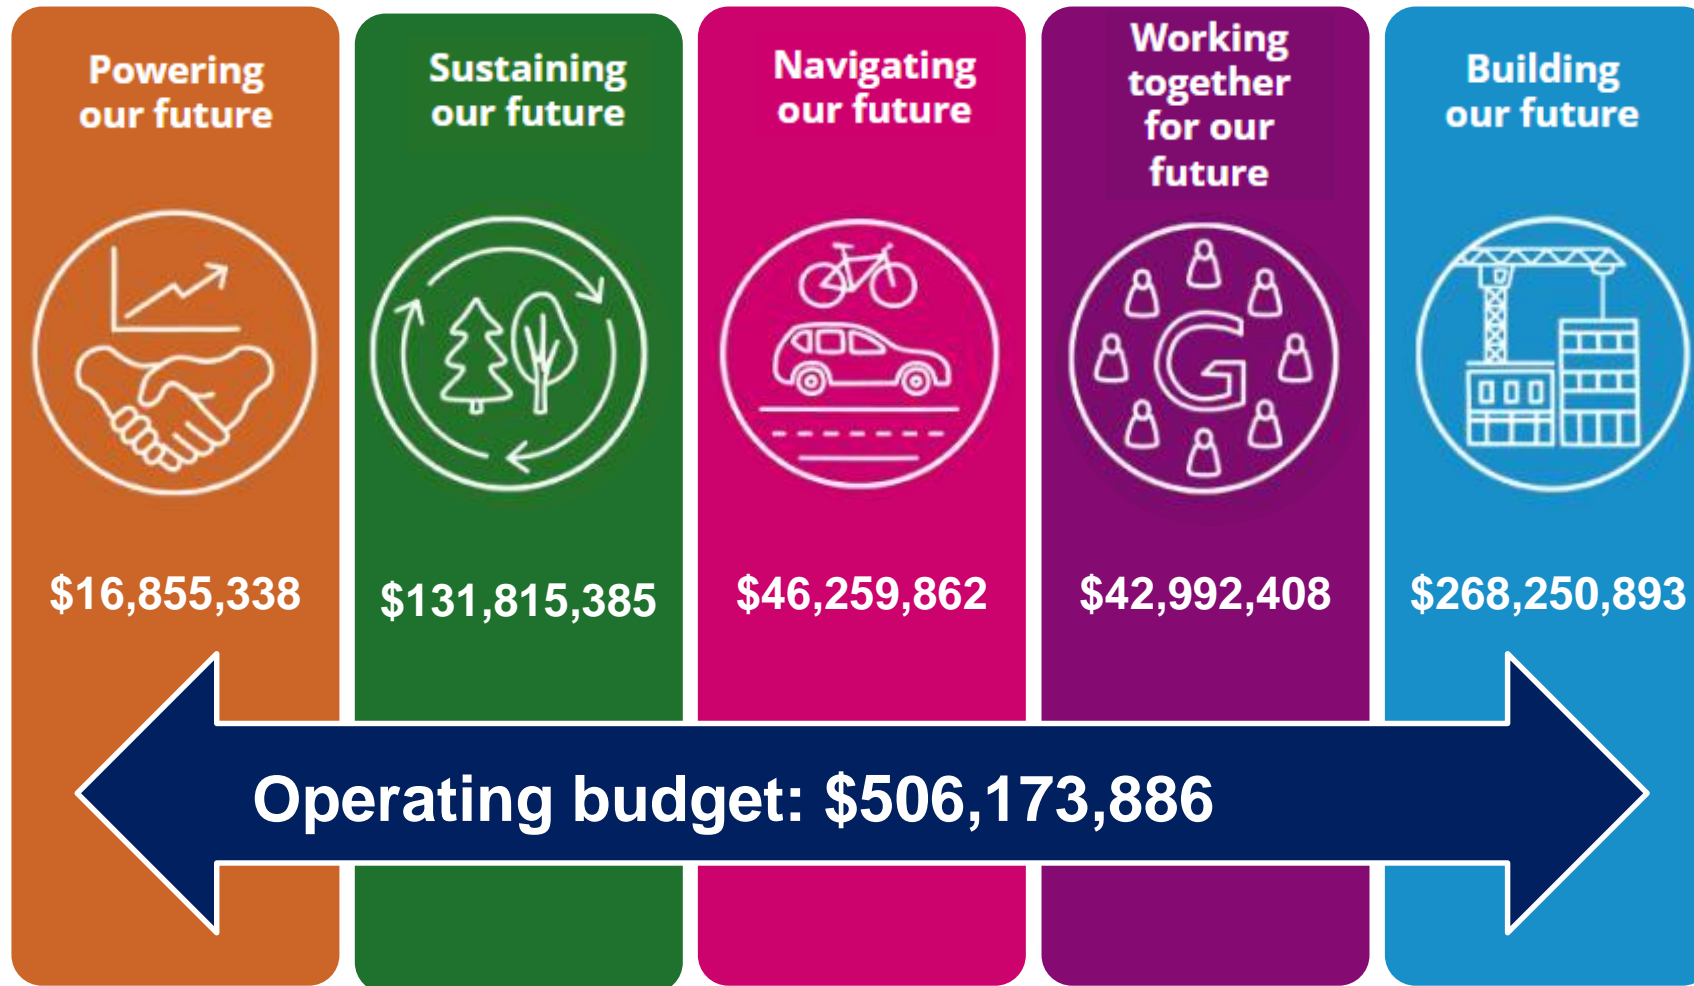 Powering
our future
Sustaining
our future
Navigating
our future
Working
together
for our
future
Building
our future
G
$16,855,338
$131,815,385
$46,259,862
$42,992,408
$268,250,893
Operating budget: $506,173,886